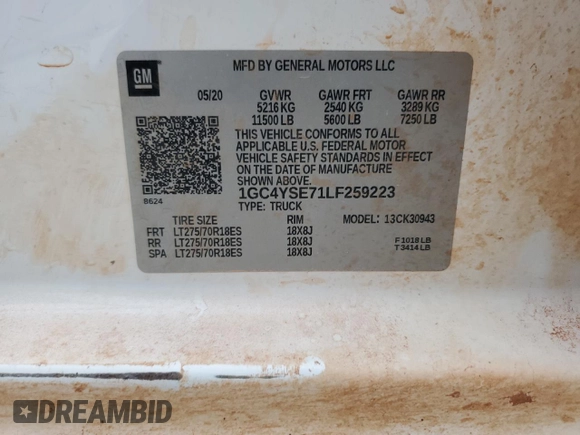 GM
MFD BY GENERAL MOTORS LLC
05/20 GVWR GAWR FRT GAWR RR
5216 KG 2540 KG 3289 KG
11500 LB 5600 LB 7250 LB
THIS VEHICLE CONFORMS TO ALL
APPLICABLE U.S. FEDERAL MOTOR
VEHICLE SAFETY STANDARDS IN EFFECT
ON THE DATE OF MANUFACTURE
SHOWN ABOVE.
1GC4YSE71LF259223
8624
TYPE: TRUCK
TIRE SIZE RIM MODEL: 13CK30943
FRT LT275/70R18ES 18X8J
RR LT275/70R18ES 18X8J F 1018 LB
SPA LT275/70R18ES 18X8J T 3414 LB
DREAMBID